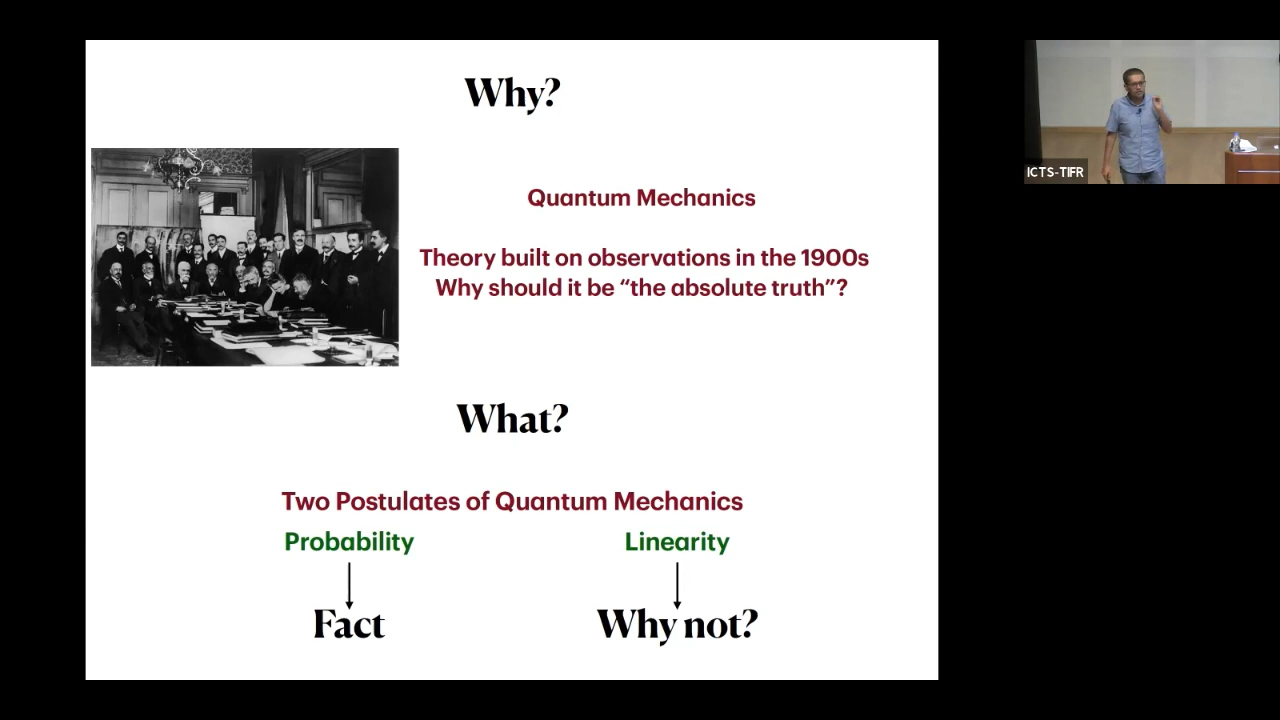 Why?
Quantum Mechanics
Theory built on observations in the 1900s
Why should it be “the absolute truth”?
What?
Two Postulates of Quantum Mechanics
Probability
Linearity
Fact
Why not?
ICTS-TIFR